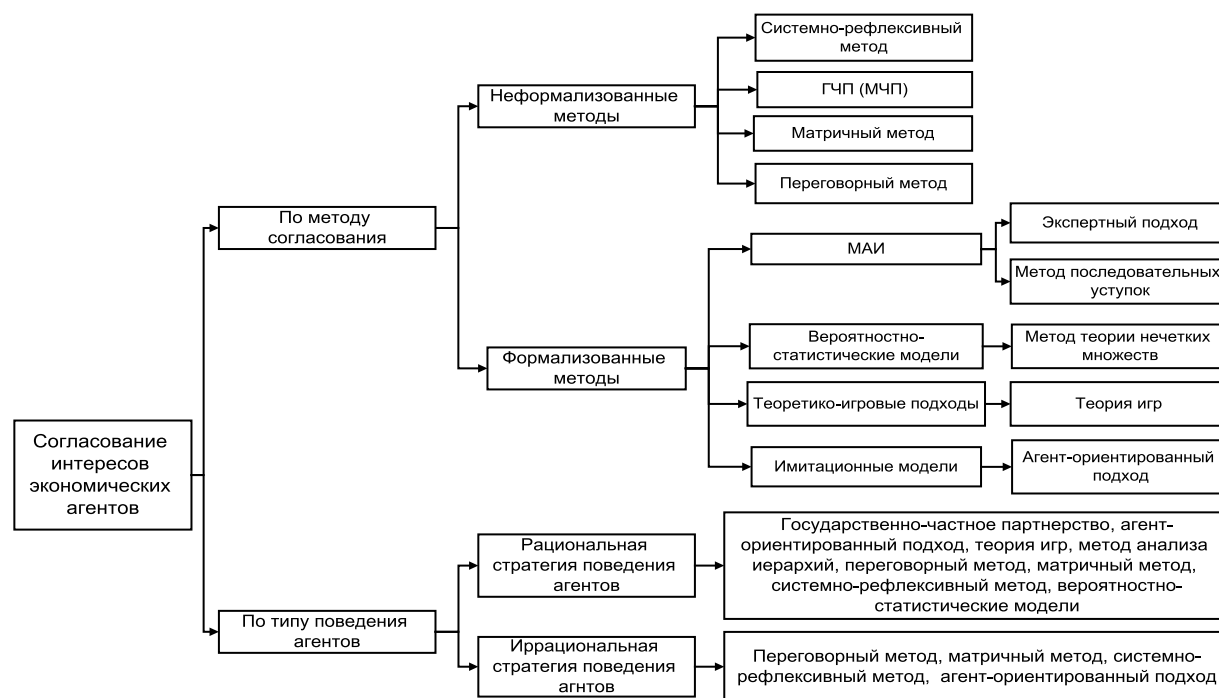 Системно-рефлексивный
метод
ГЧП (МЧП)
Матричный метод
Переговорный метод
Неформализованные
методы
По методу
согласования
МАИ
Экспертный подход
Метод последовательных
уступок
Вероятностно-
статистические модели
Метод теории нечетких
множеств
Формализованные
методы
Теоретико-игровые подходы
Теория игр
Имитационные модели
Агент-ориентированный
подход
Согласование
интересов
экономических
агентов
Рациональная
стратегия поведения
агентов
Государственно-частное партнерство, агент-
ориентированный подход, теория игр, метод анализа
иерархий, переговорный метод, матричный метод,
системно-рефлексивный метод, вероятностно-
статистические модели
По типу поведения
агентов
Иррациональная
стратегия поведения
агнтов
Переговорный метод, матричный метод, системно-
рефлексивный метод, агент-ориентированный подход